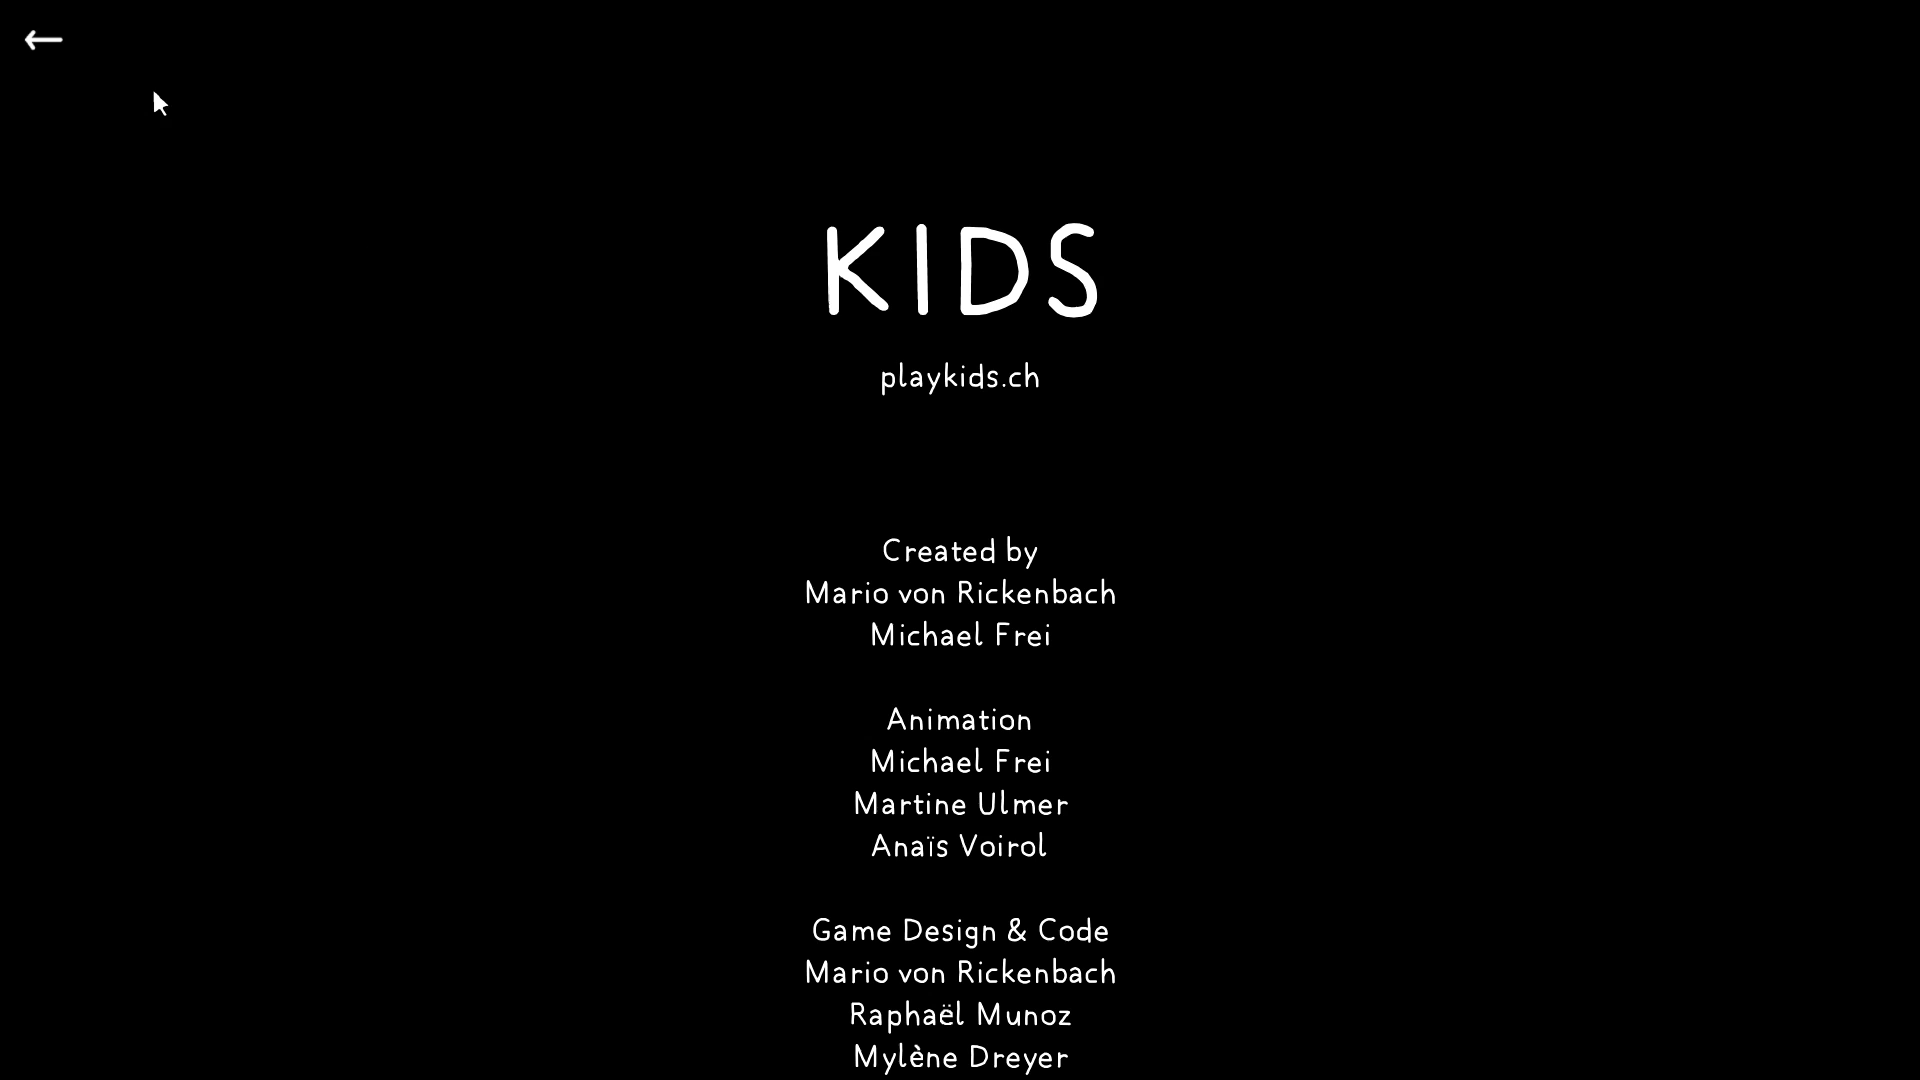 KIDS
playkids.ch
Created by
Mario von Rickenbach
Michael Frei
Animation
Michael Frei
Martine Ulmer
Anaïs Voirol
Game Design & Code
Mario von Rickenbach
Raphaël Munoz
Mylène Dreyer